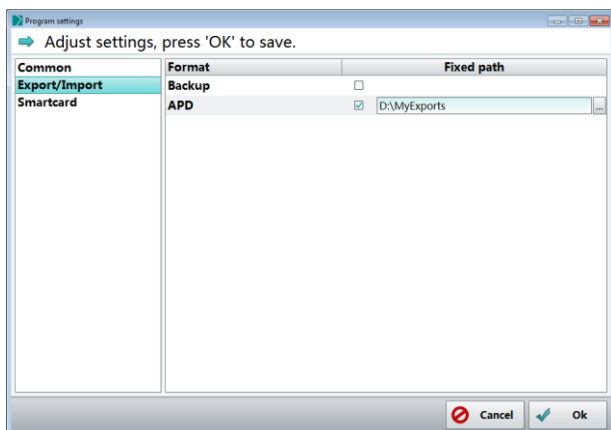 Program settings
Adjust settings, press 'OK' to save.
Common
Export/Import
Smartcard
Format Fixed path
Backup
APD D:\MyExports ...
Cancel Ok